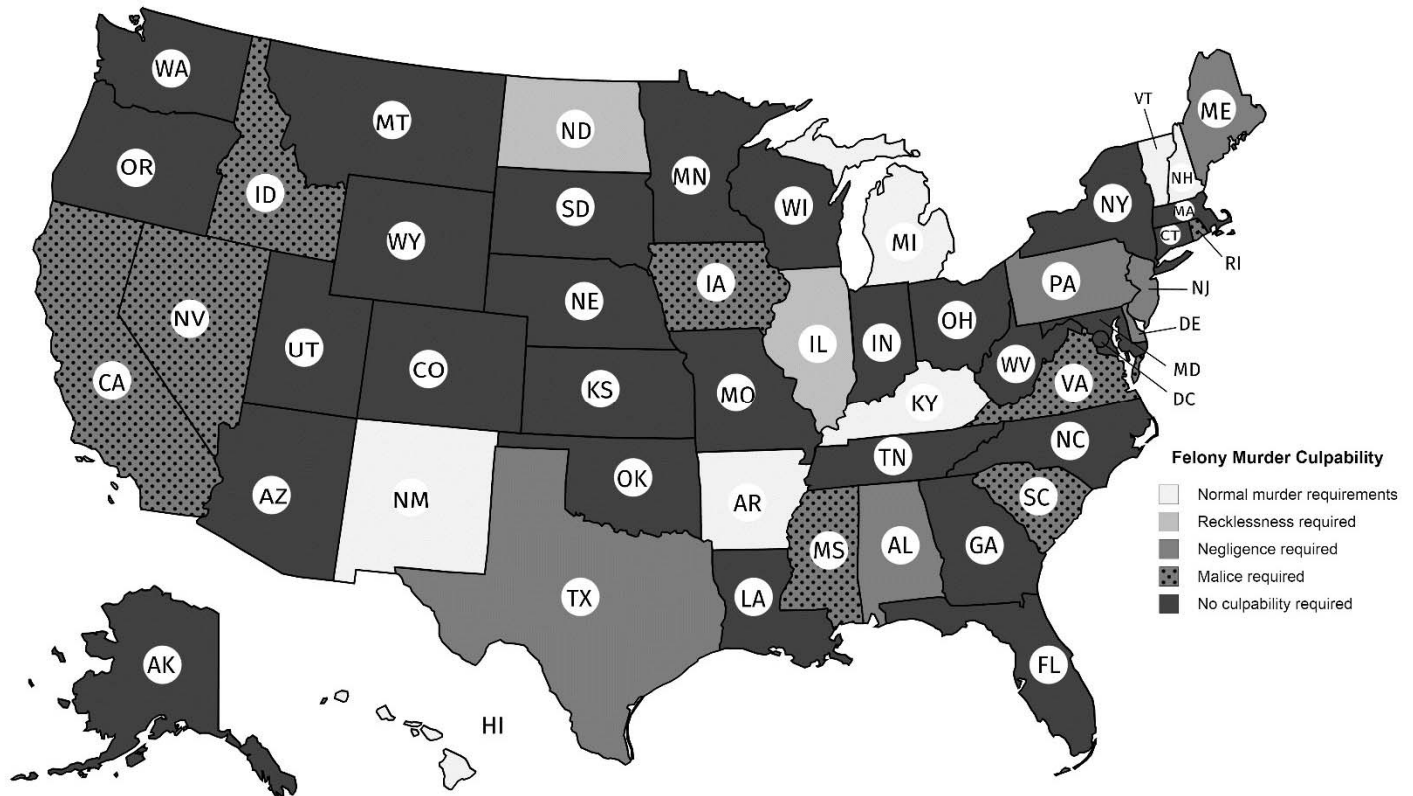 WA
MT
ND
MN
VT
ME
OR
ID
SD
WI
NH
NY
MA
WY
MI
CT
RI
IA
PA
NJ
NE
NV
OH
DE
UT
IL
IN
CO
WV
MD
CA
KS
MO
VA
DC
KY
NC
TN
Felony Murder Culpability
OK
AZ
NM
AR
SC
Normal murder requirements
Recklessness required
MS
AL
GA
Negligence required
TX
LA
Malice required
No culpability required
AK
FL
HI